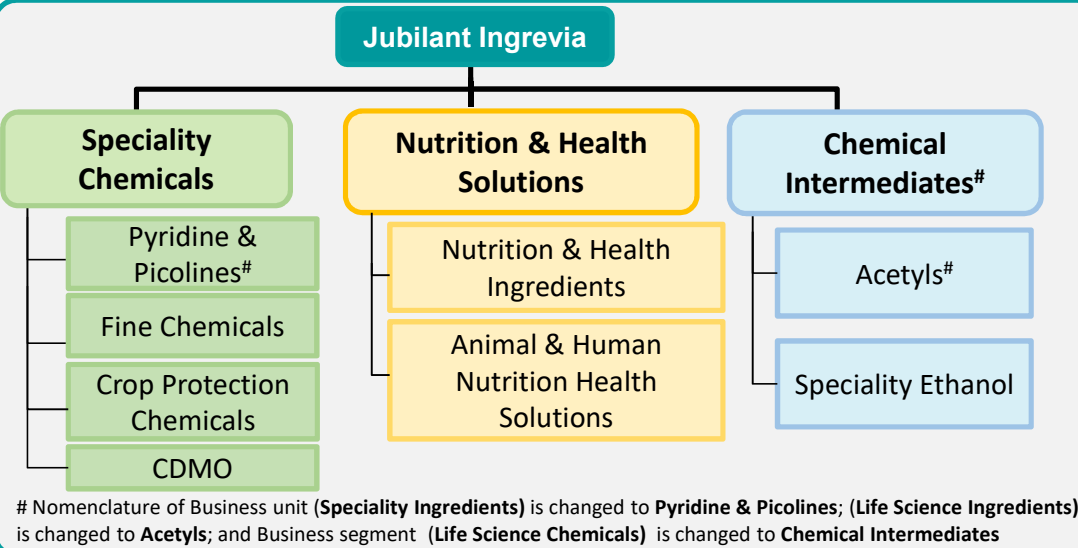 Jubilant Ingrevia
Speciality
Chemicals
Pyridine &
Picolines#
Fine Chemicals
Crop Protection
Chemicals
CDMO
Nutrition & Health
Solutions
Nutrition & Health
Ingredients
Animal & Human
Nutrition Health
Solutions
Chemical
Intermediates#
Acetyls#
Speciality Ethanol
# Nomenclature of Business unit (Speciality Ingredients) is changed to Pyridine & Picolines; (Life Science Ingredients)
is changed to Acetyls; and Business segment (Life Science Chemicals) is changed to Chemical Intermediates